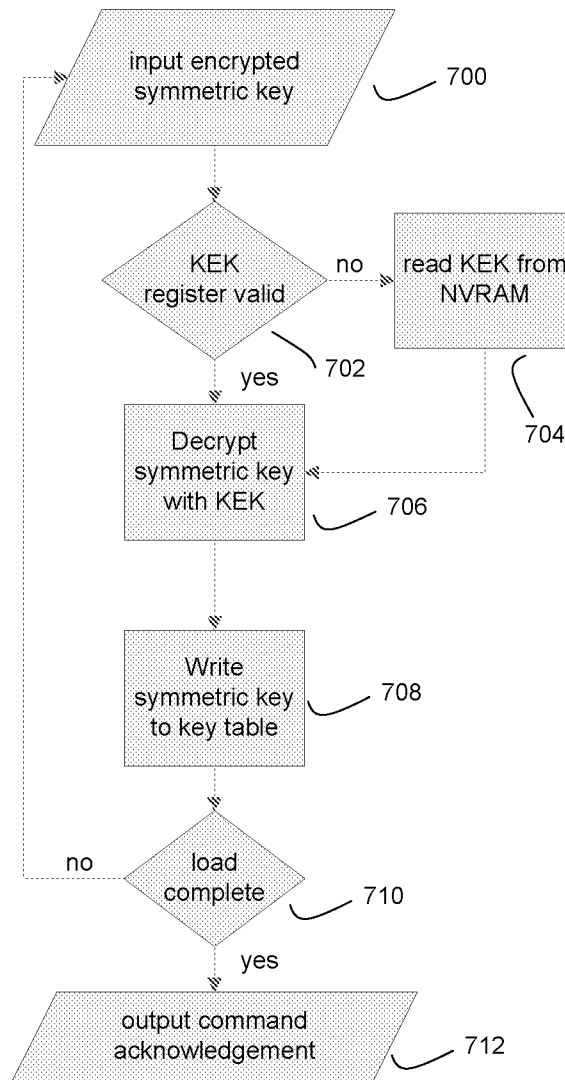 input encrypted
symmetric key
700
KEK
register valid
no
read KEK from
NVRAM
702
yes
704
Decrypt
symmetric key
with KEK
706
Write
symmetric key
to key table
708
no
load
complete
710
yes
output command
acknowledgement
712